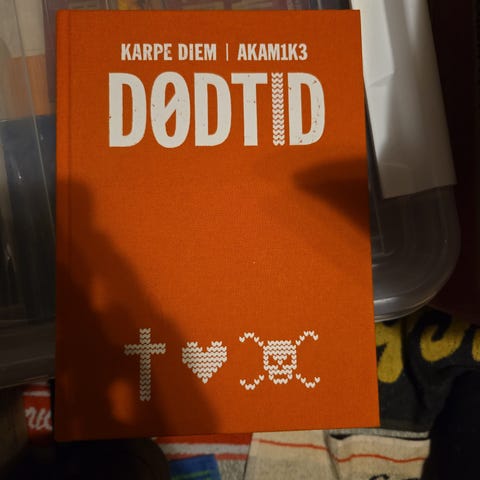 KARPE DIEM | AKAM1K3
DØDTID